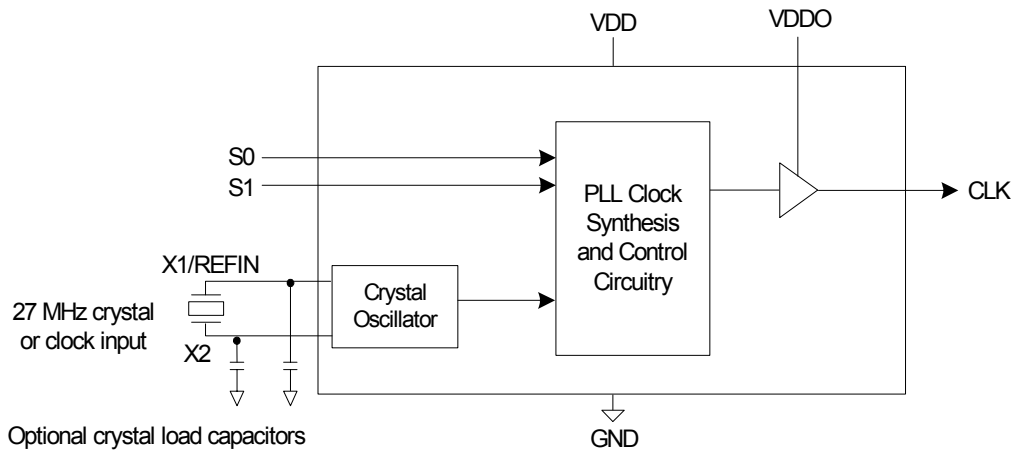 VDD
VDDO
S0
S1
PLL Clock
Synthesis
and Control
Circuitry
CLK
X1/REFIN
Crystal
Oscillator
27 MHz crystal
or clock input
X2
Optional crystal load capacitors
GND